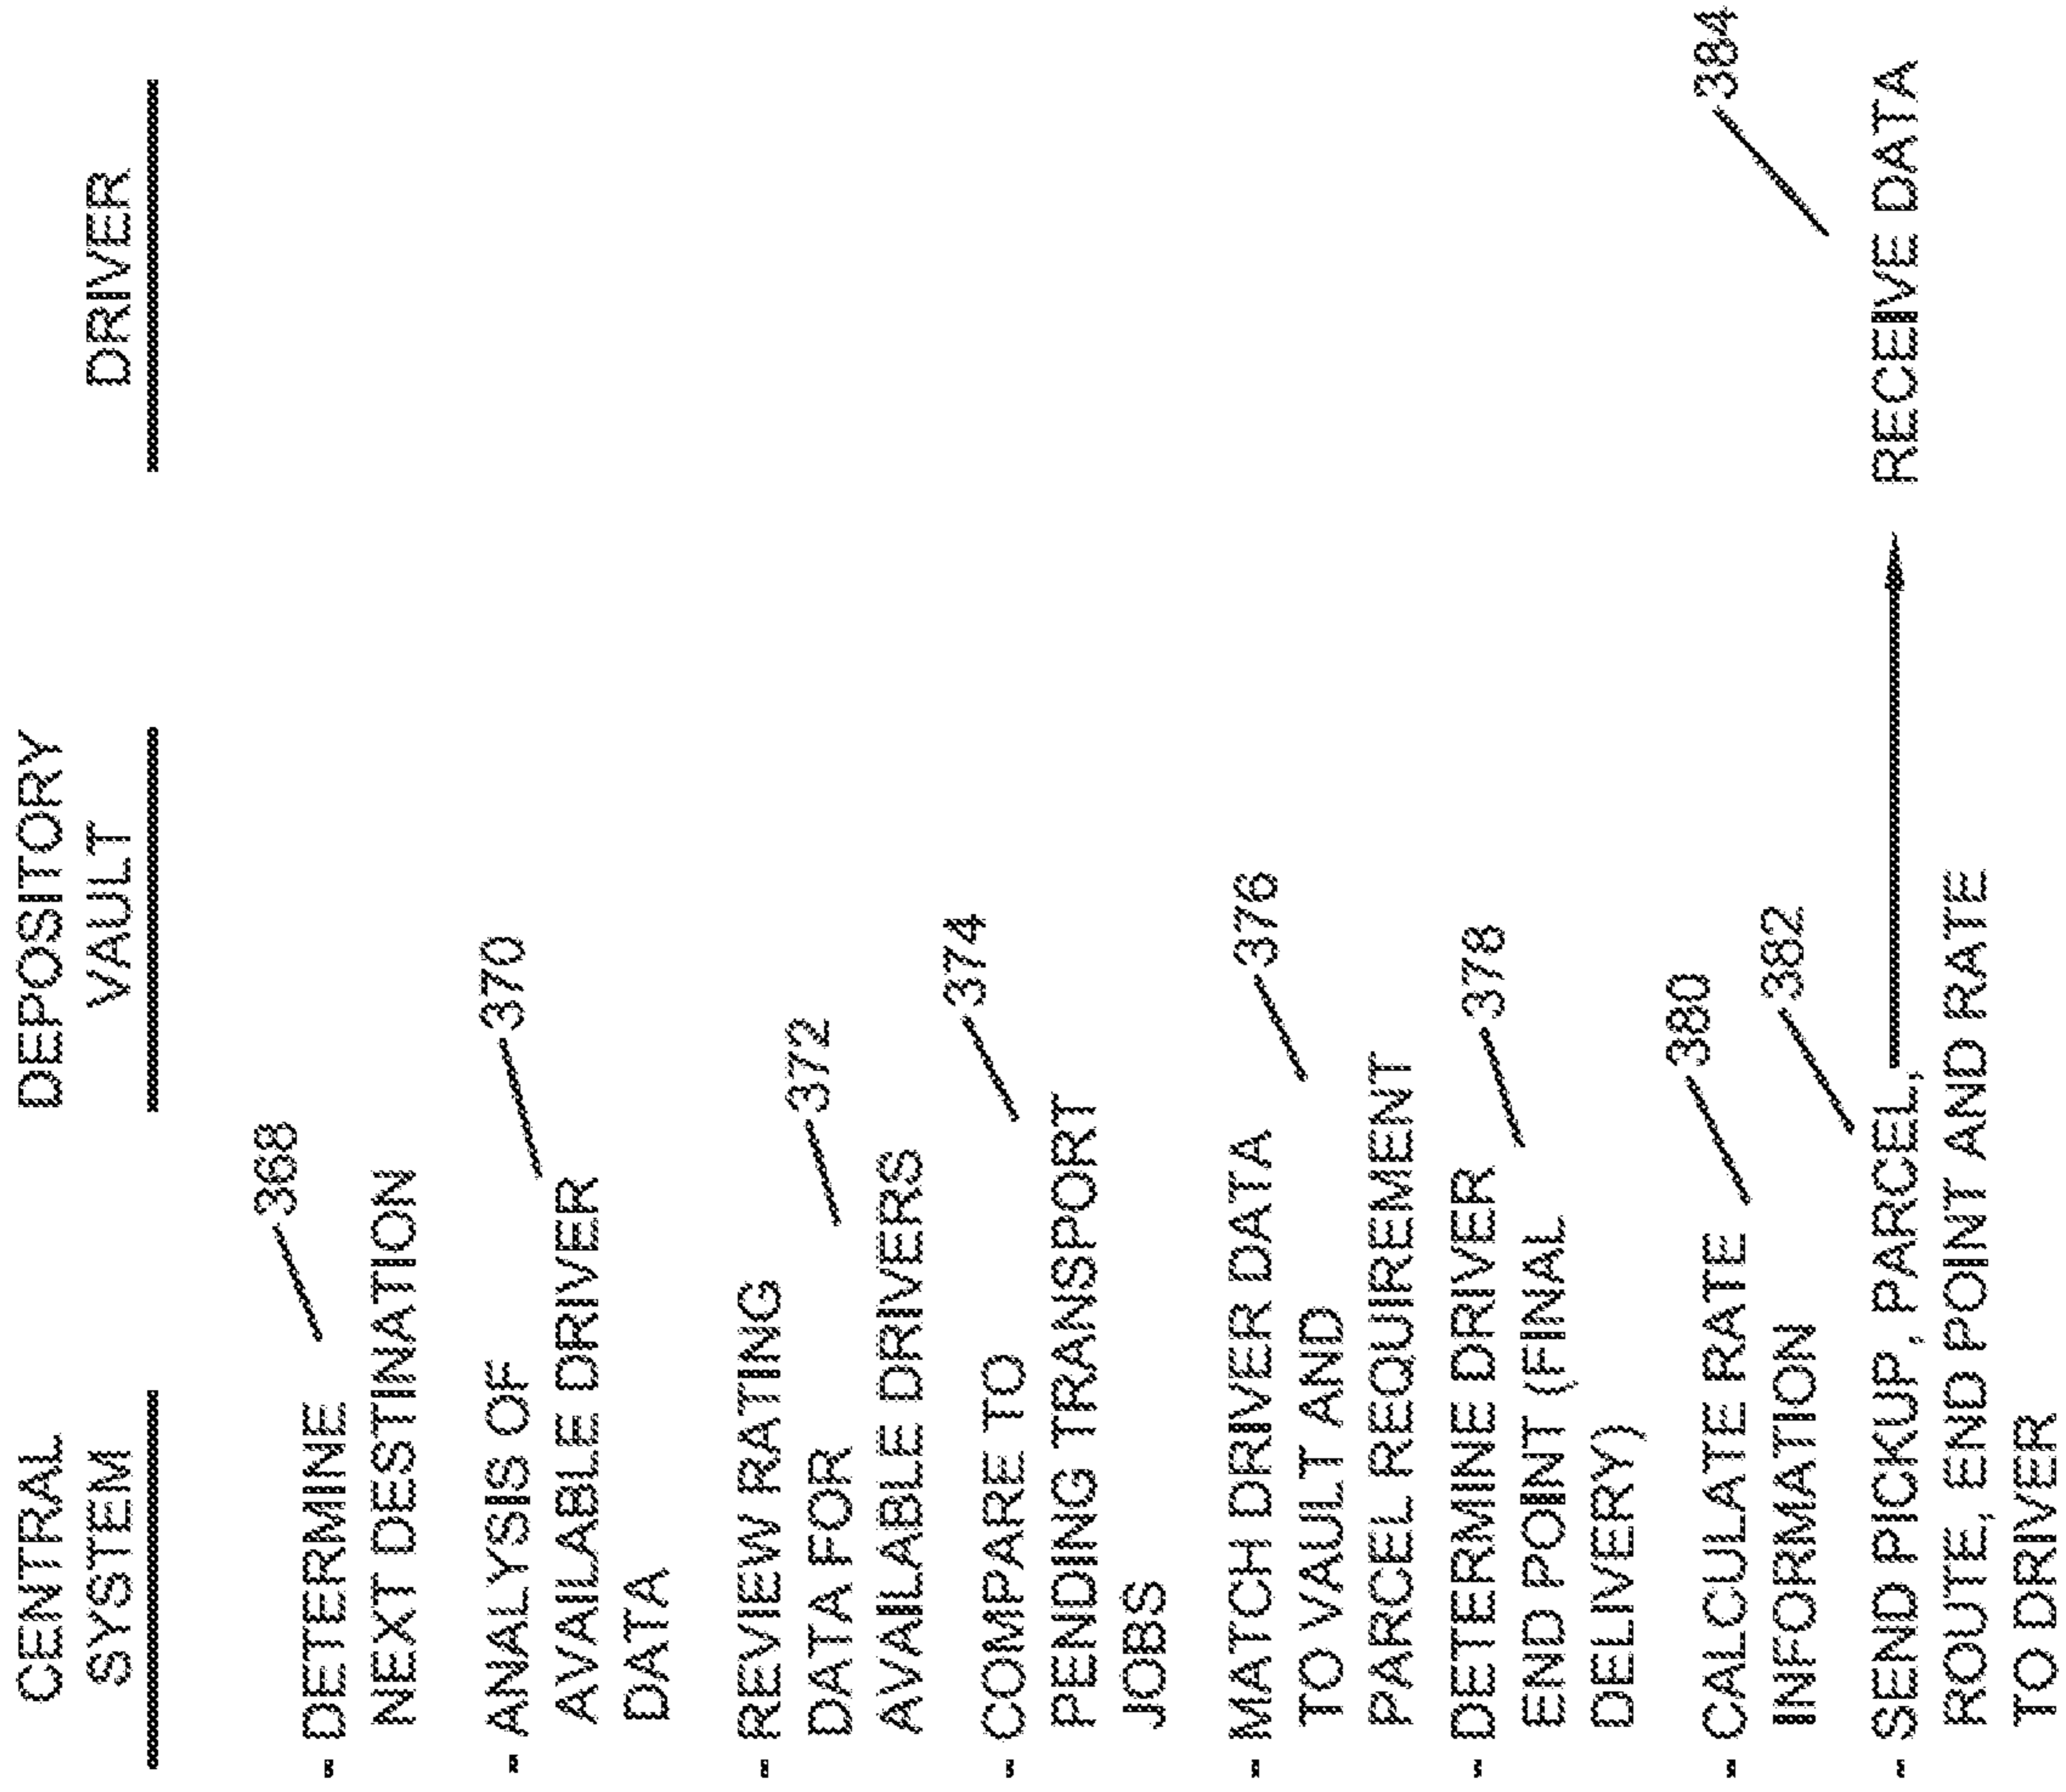 CENTRAL
SYSTEM
DEPOSITORY
VAULT
DRIVER
- DETERMINE
NEXT DESTINATION
368
- ANALYSIS OF
AVAILABLE DRIVER
DATA
370
- REVIEW RATING
DATA FOR
AVAILABLE DRIVERS
372
- COMPARE TO
PENDING TRANSPORT
JOBS
374
- MATCH DRIVER DATA
TO VAULT AND
PARCEL REQUIREMENT
376
- DETERMINE DRIVER
END POINT (FINAL
DELIVERY)
378
- CALCULATE RATE
INFORMATION
380
- SEND PICKUP, PARCEL,
ROUTE, END POINT AND RATE
TO DRIVER
382
RECEIVE DATA
384